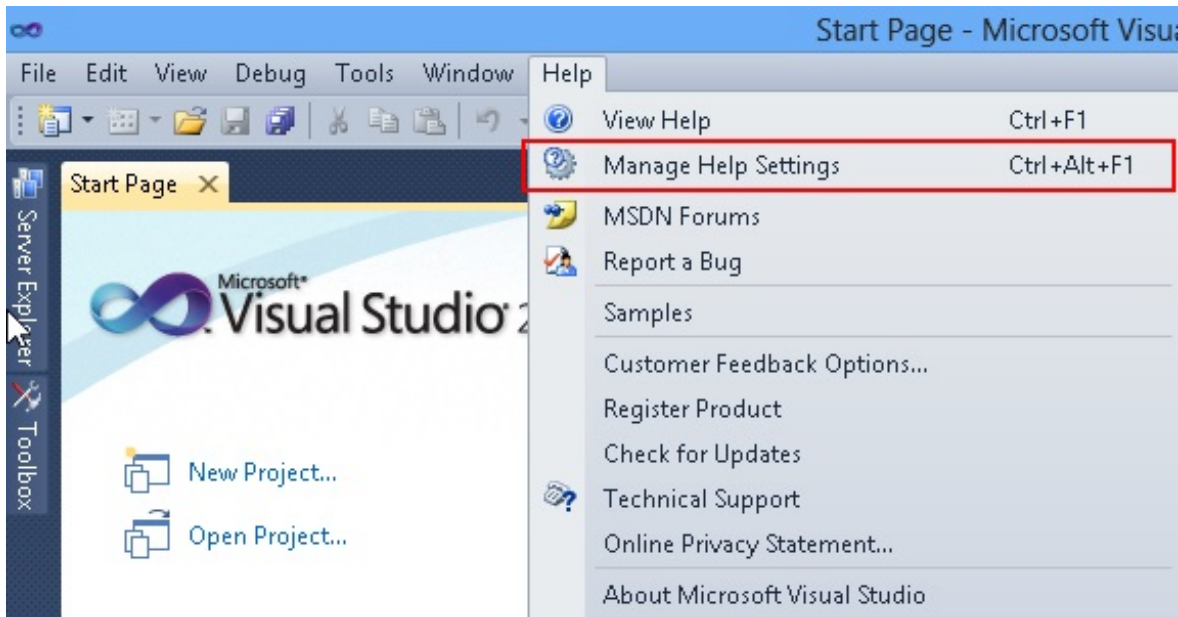 Start Page - Microsoft
File Edit View Debug Tools Window Help
View Help Ctrl+F1
Manage Help Settings Ctrl+Alt+F1
Start Page
MSDN Forums
Report a Bug
Server Explorer
Microsoft®
Visual Studio®
Samples
Customer Feedback Options...
Register Product
Check for Updates
Toolbox
New Project...
Technical Support
Open Project...
Online Privacy Statement...
About Microsoft Visual Studio